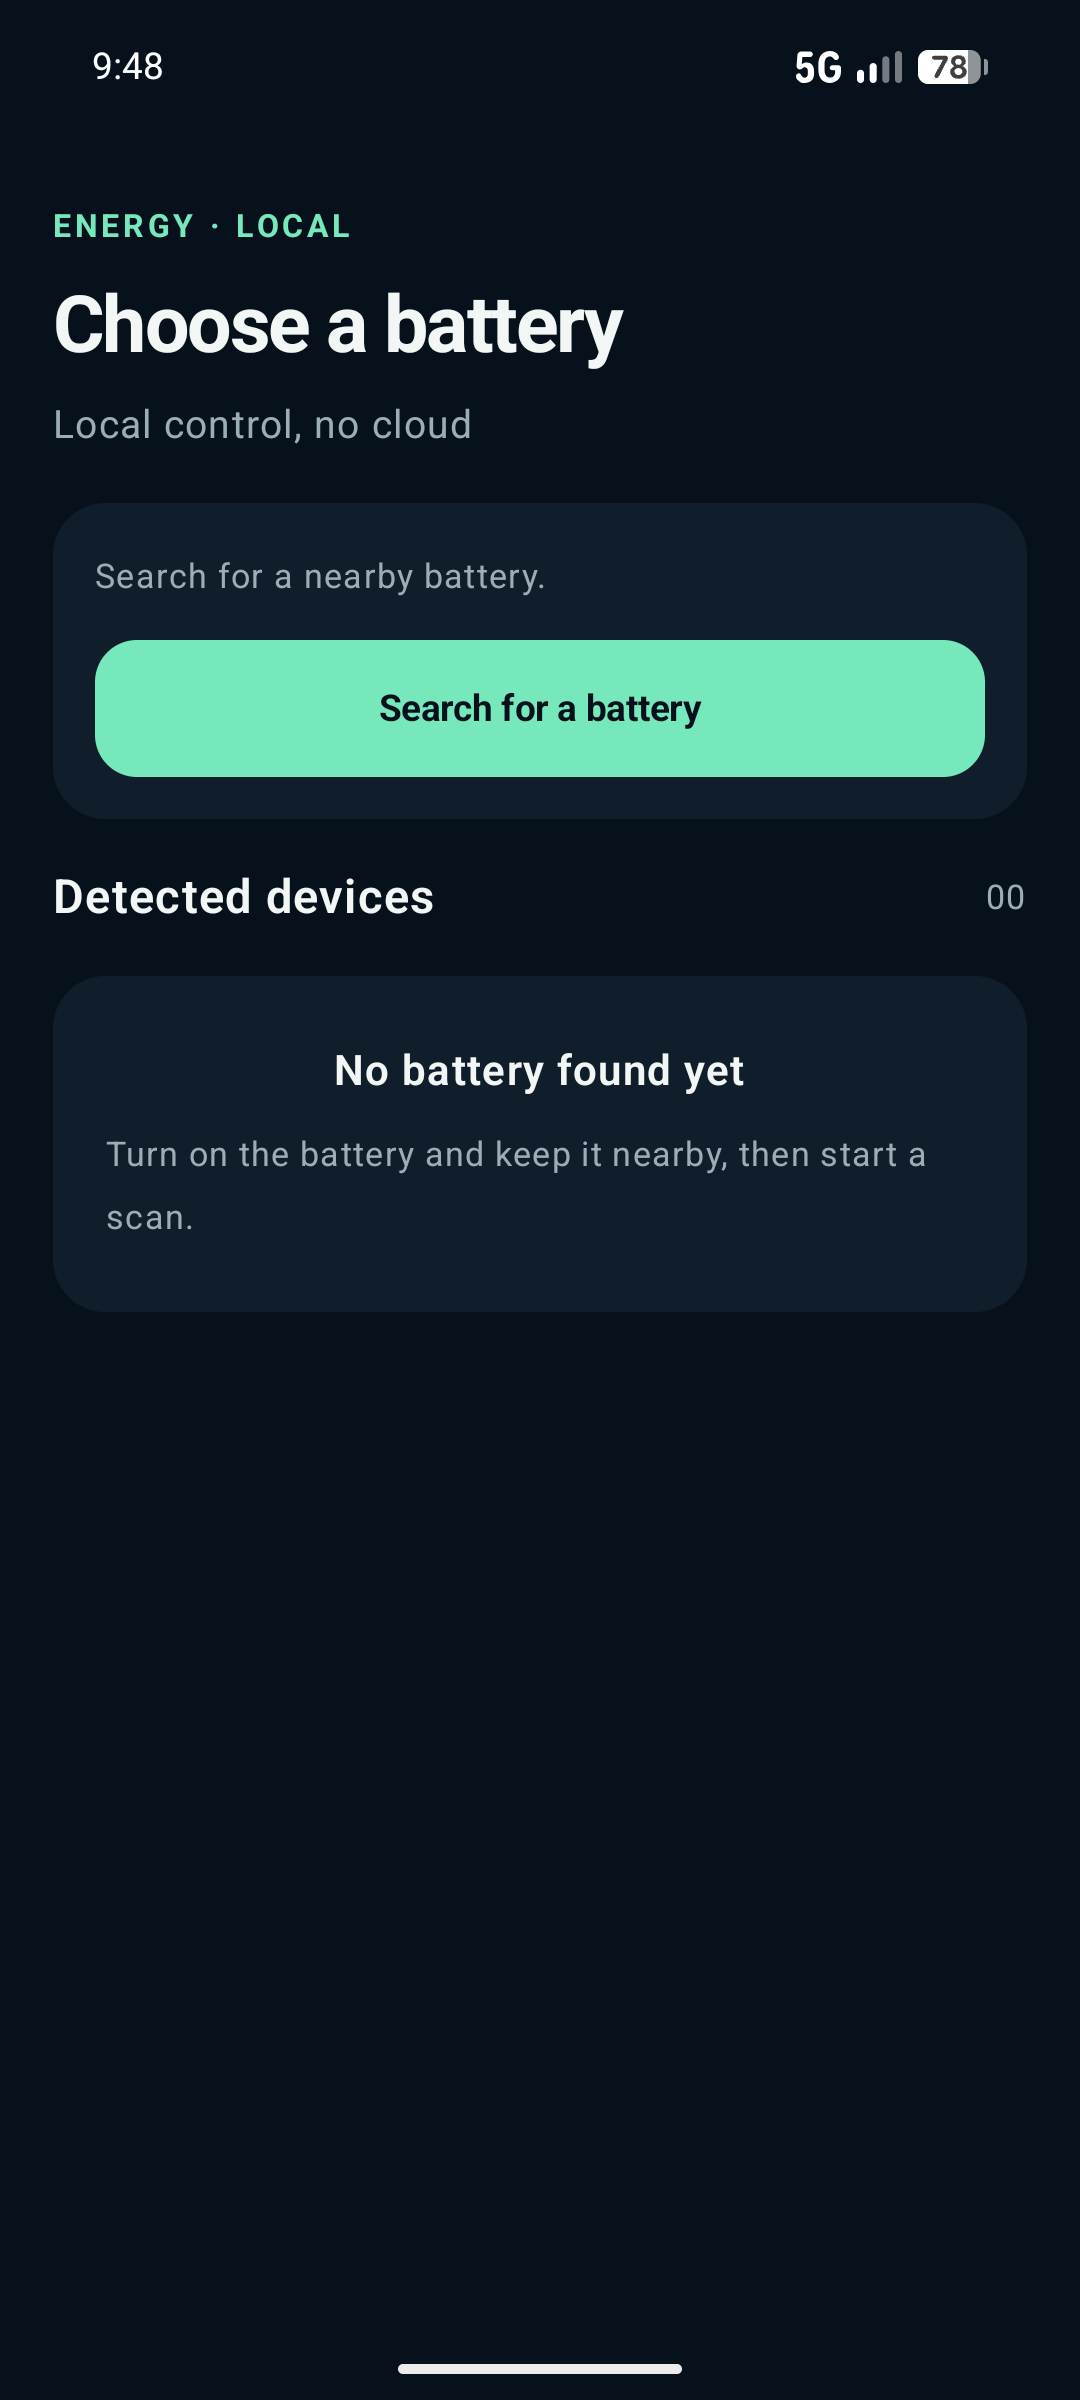 9:48
5G 78
ENERGY · LOCAL
Choose a battery
Local control, no cloud
Search for a nearby battery.
Search for a battery
Detected devices
00
No battery found yet
Turn on the battery and keep it nearby, then start a
scan.